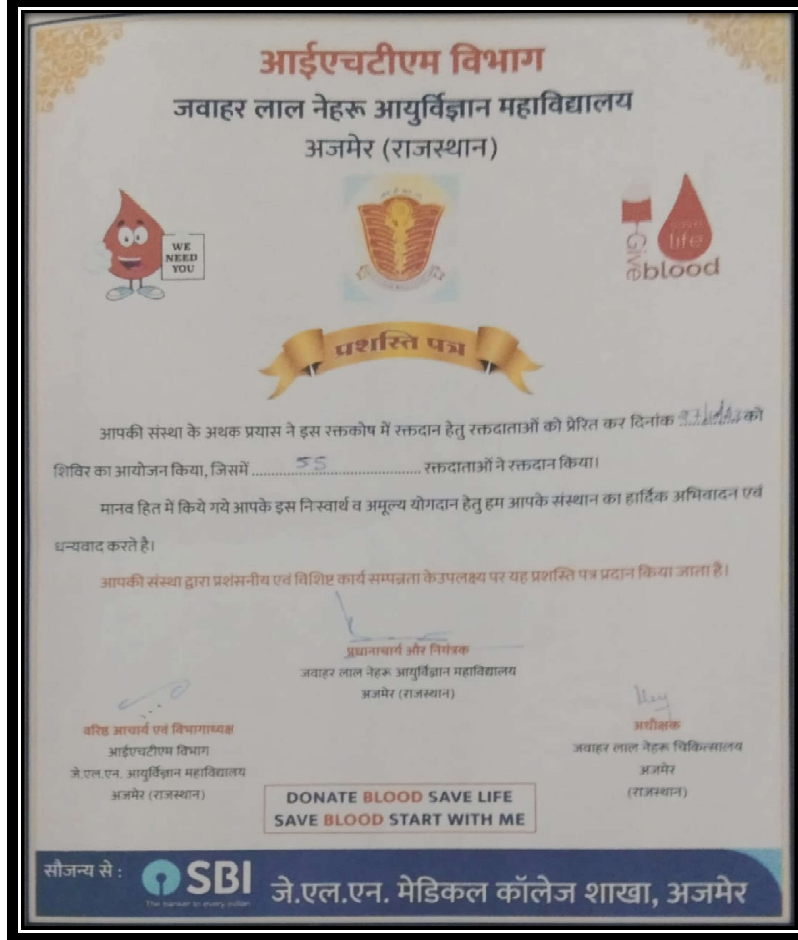 आईएचटीएम विभाग
जवाहर लाल नेहरू आयुर्विज्ञान महाविद्यालय
अजमेर (राजस्थान)
WE
NEED
YOU
life
Give
blood
प्रशस्ति पत्र
आपकी संस्था के अथक प्रयास ने इस रक्तकोष में रक्तदान हेतु रक्तदाताओं को प्रेरित कर दिनांक को
शिविर का आयोजन किया, जिसमें 55 रक्तदाताओं ने रक्तदान किया।
मानव हित में किये गये आपके इस निःस्वार्थ व अमूल्य योगदान हेतु हम आपके संस्थान का हार्दिक अभिवादन एवं
धन्यवाद करते है।
आपकी संस्था द्वारा प्रशंसनीय एवं विशिष्ट कार्य सम्पन्नता केउपलक्ष्य पर यह प्रशस्ति पत्र प्रदान किया जाता है।
प्रधानाचार्य और नियंत्रक
जवाहर लाल नेहरू आयुर्विज्ञान महाविद्यालय
अजमेर (राजस्थान)
वरिष्ठ आचार्य एवं विभागाध्यक्ष
आईएचटीएम विभाग
जे.एल.एन. आयुर्विज्ञान महाविद्यालय
अजमेर (राजस्थान)
अधीक्षक
जवाहर लाल नेहरू चिकित्सालय
अजमेर
(राजस्थान)
DONATE BLOOD SAVE LIFE
SAVE BLOOD START WITH ME
सौजन्य से :
SBI
The banker to every indian
जे.एल.एन. मेडिकल कॉलेज शाखा, अजमेर